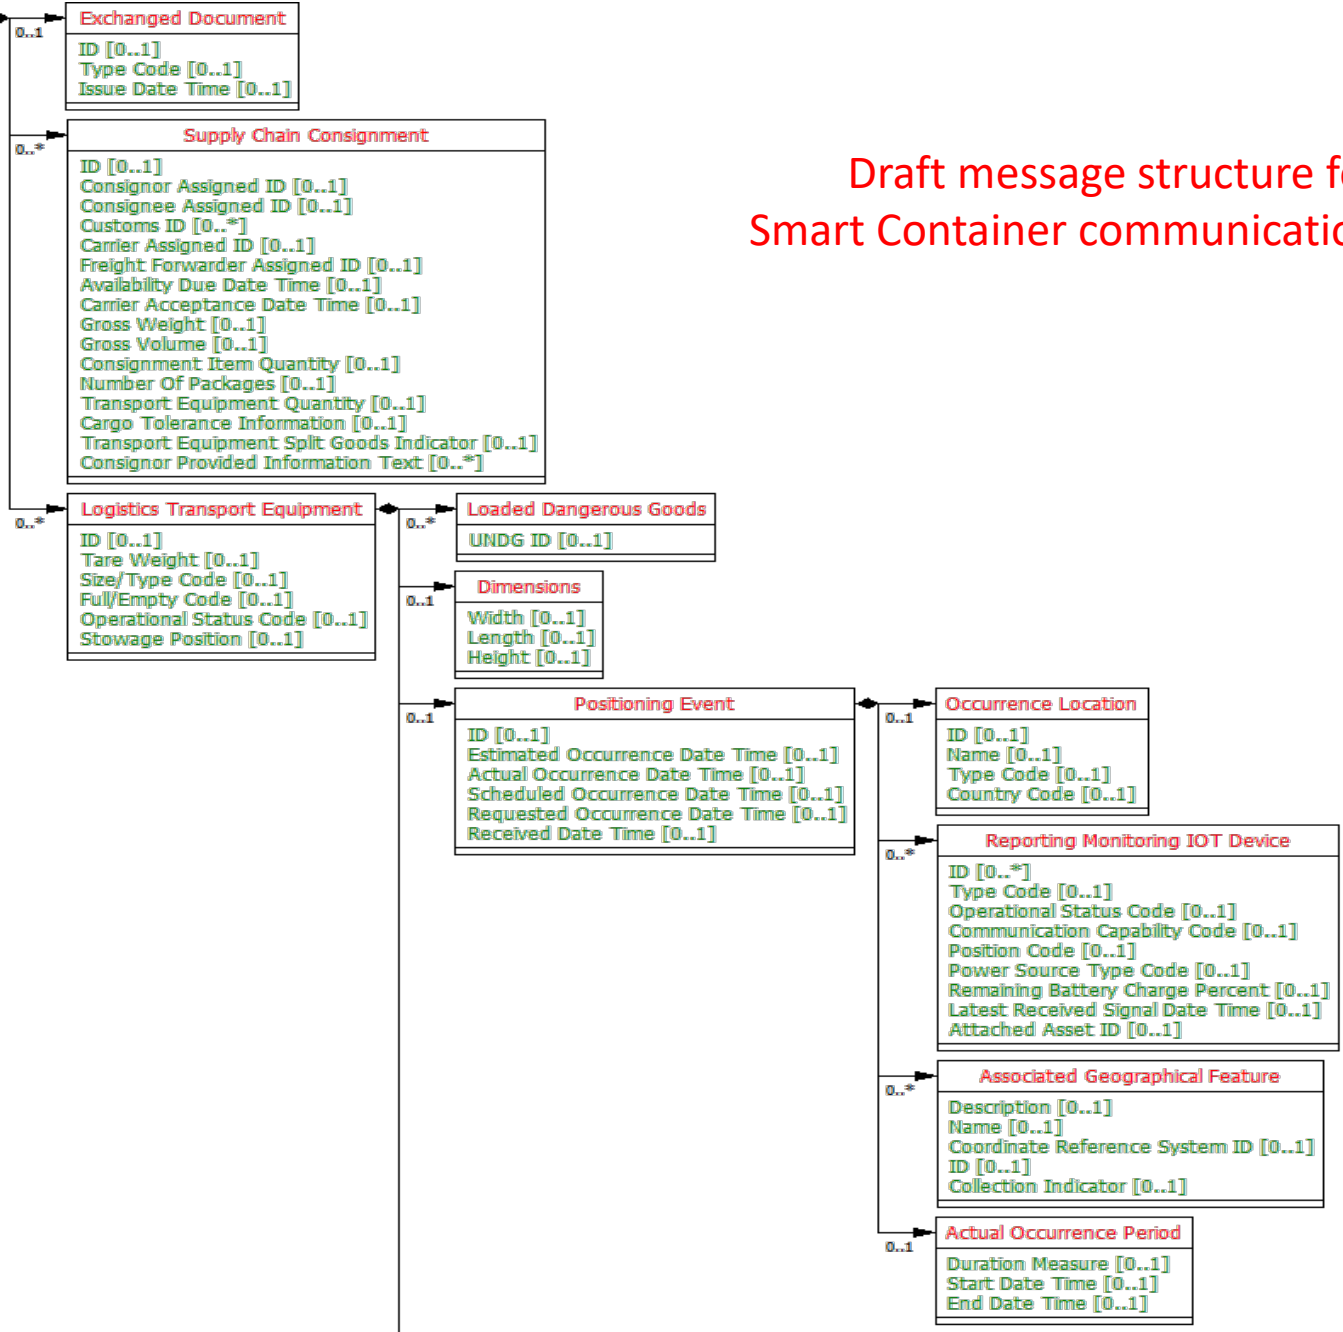 0..1
Exchanged Document
ID [0..1]
Type Code [0..1]
Issue Date Time [0..1]
0..*
Supply Chain Consignment
ID [0..1]
Consignor Assigned ID [0..1]
Consignee Assigned ID [0..1]
Customs ID [0..*]
Carrier Assigned ID [0..1]
Freight Forwarder Assigned ID [0..1]
Availability Due Date Time [0..1]
Carrier Acceptance Date Time [0..1]
Gross Weight [0..1]
Gross Volume [0..1]
Consignment Item Quantity [0..1]
Number Of Packages [0..1]
Transport Equipment Quantity [0..1]
Cargo Tolerance Information [0..1]
Transport Equipment Split Goods Indicator [0..1]
Consignor Provided Information Text [0..*]
Draft message structure
Smart Container
0..*
Logistics Transport Equipment
ID [0..1]
Tare Weight [0..1]
Size/Type Code [0..1]
Full/Empty Code [0..1]
Operational Status Code [0..1]
Stowage Position [0..1]
0..*
Loaded Dangerous Goods
UNDG ID [0..1]
0..1
Dimensions
Width [0..1]
Length [0..1]
Height [0..1]
0..1
Positioning Event
ID [0..1]
Estimated Occurrence Date Time [0..1]
Actual Occurrence Date Time [0..1]
Scheduled Occurrence Date Time [0..1]
Requested Occurrence Date Time [0..1]
Received Date Time [0..1]
0..1
Occurrence Location
ID [0..1]
Name [0..1]
Type Code [0..1]
Country Code [0..1]
0..*
Reporting Monitoring IOT Device
ID [0..*]
Type Code [0..1]
Operational Status Code [0..1]
Communication Capability Code [0..1]
Position Code [0..1]
Power Source Type Code [0..1]
Remaining Battery Charge Percent [0..1]
Latest Received Signal Date Time [0..1]
Attached Asset ID [0..1]
0..*
Associated Geographical Feature
Description [0..1]
Name [0..1]
Coordinate Reference System ID [0..1]
ID [0..1]
Collection Indicator [0..1]
0..1
Actual Occurrence Period
Duration Measure [0..1]
Start Date Time [0..1]
End Date Time [0..1]